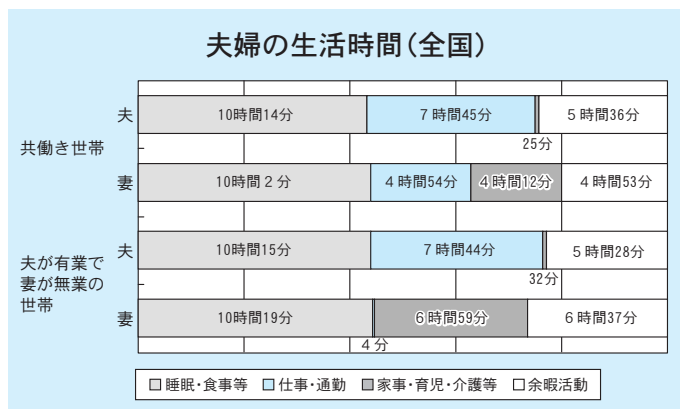 夫婦の生活時間（全国）
共働き世帯
夫
10時間14分
7時間45分
25分
5時間36分
妻
10時間2分
4時間54分
4時間12分
4時間53分
夫が有業で
妻が無業の
世帯
夫
10時間15分
7時間44分
32分
5時間28分
妻
10時間19分
4分
6時間59分
6時間37分
睡眠・食事等 仕事・通勤 家事・育児・介護等 余暇活動